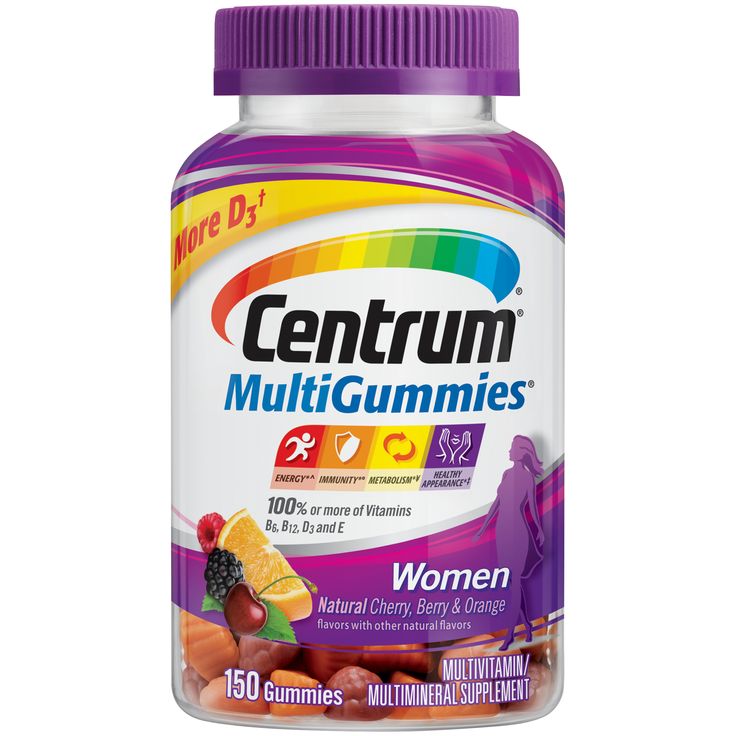 More D3†
Centrum®
MultiGummies®
ENERGY*^
IMMUNITY*°
METABOLISM*¥
HEALTHY
APPEARANCE*‡
100% or more of Vitamins
B6, B12, D3 and E
Women
Natural Cherry, Berry & Orange
flavors with other natural flavors
150 Gummies
MULTIVITAMIN/
MULTIMINERAL SUPPLEMENT